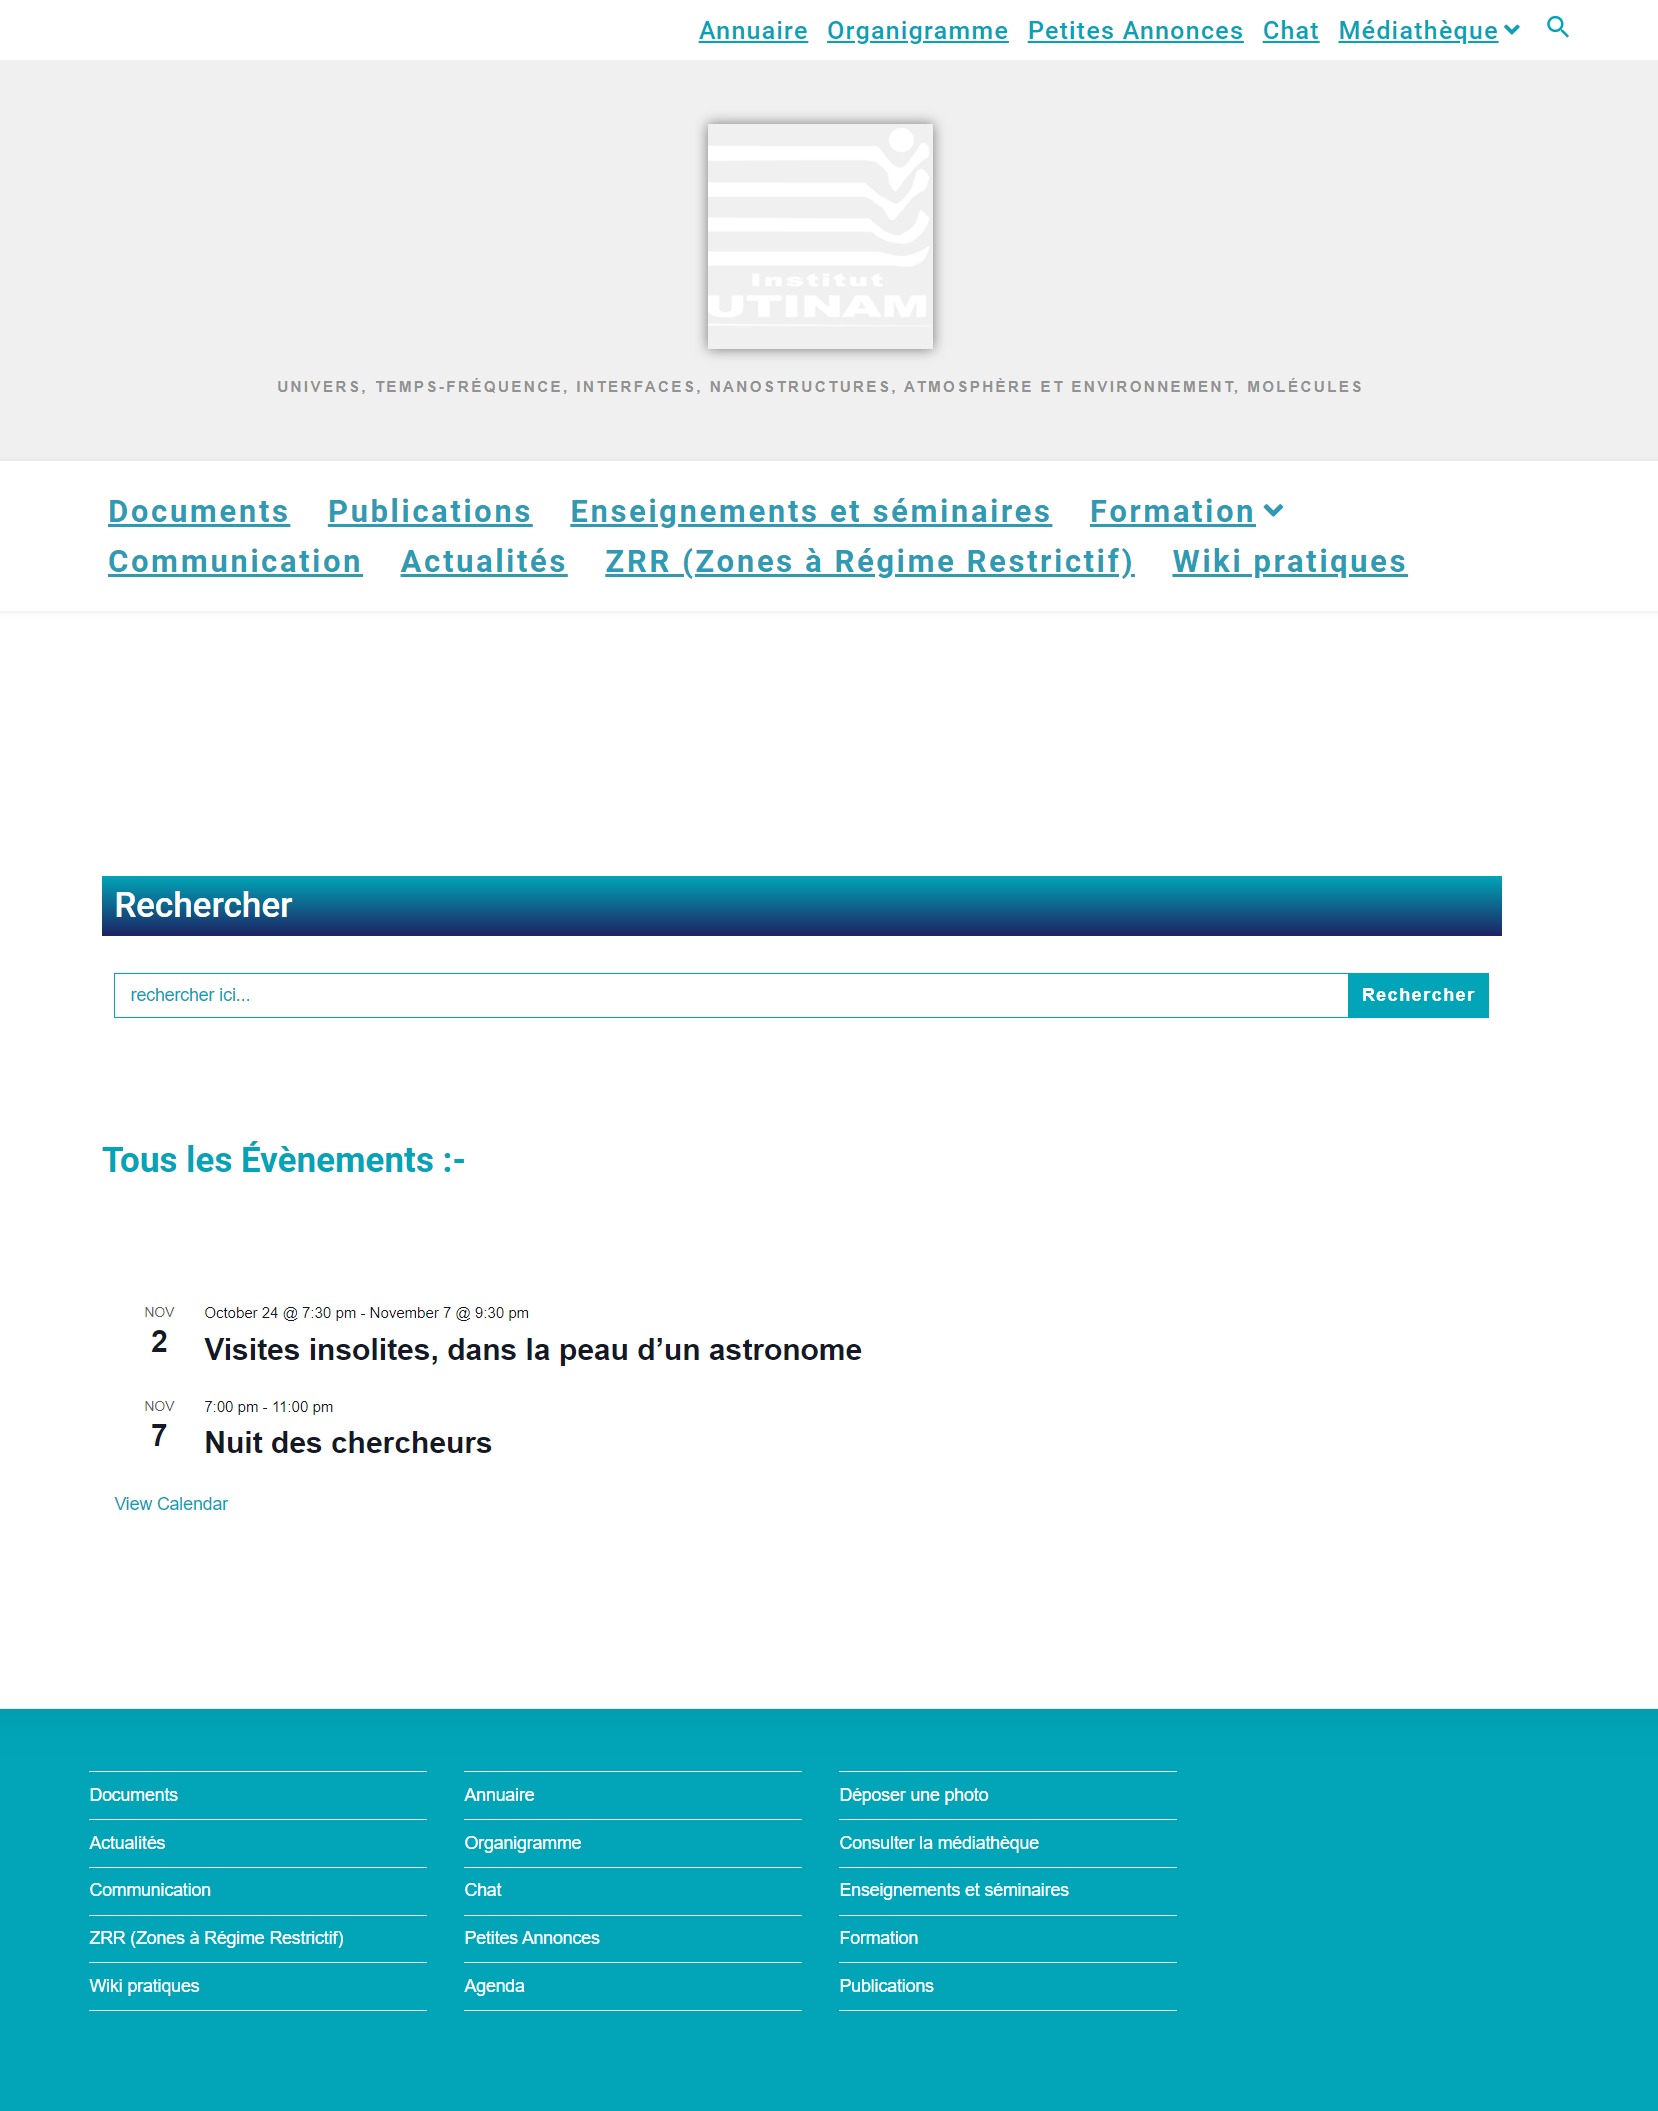 Annuaire Organigramme Petites Annonces Chat Médiathèque
Institut
UTINAM
UNIVERS, TEMPS-FRÉQUENCE, INTERFACES, NANOSTRUCTURES, ATMOSPHÈRE ET ENVIRONNEMENT, MOLÉCULES
Documents Publications Enseignements et séminaires Formation
Communication Actualités ZRR (Zones à Régime Restrictif) Wiki pratiques
Rechercher
rechercher ici... Rechercher
Tous les Évènements :-
NOV October 24 @ 7:30 pm - November 7 @ 9:30 pm
2 Visites insolites, dans la peau d’un astronome
NOV 7:00 pm - 11:00 pm
7 Nuit des chercheurs
View Calendar
Documents Annuaire Déposer une photo
Actualités Organigramme Consulter la médiathèque
Communication Chat Enseignements et séminaires
ZRR (Zones à Régime Restrictif) Petites Annonces Formation
Wiki pratiques Agenda Publications